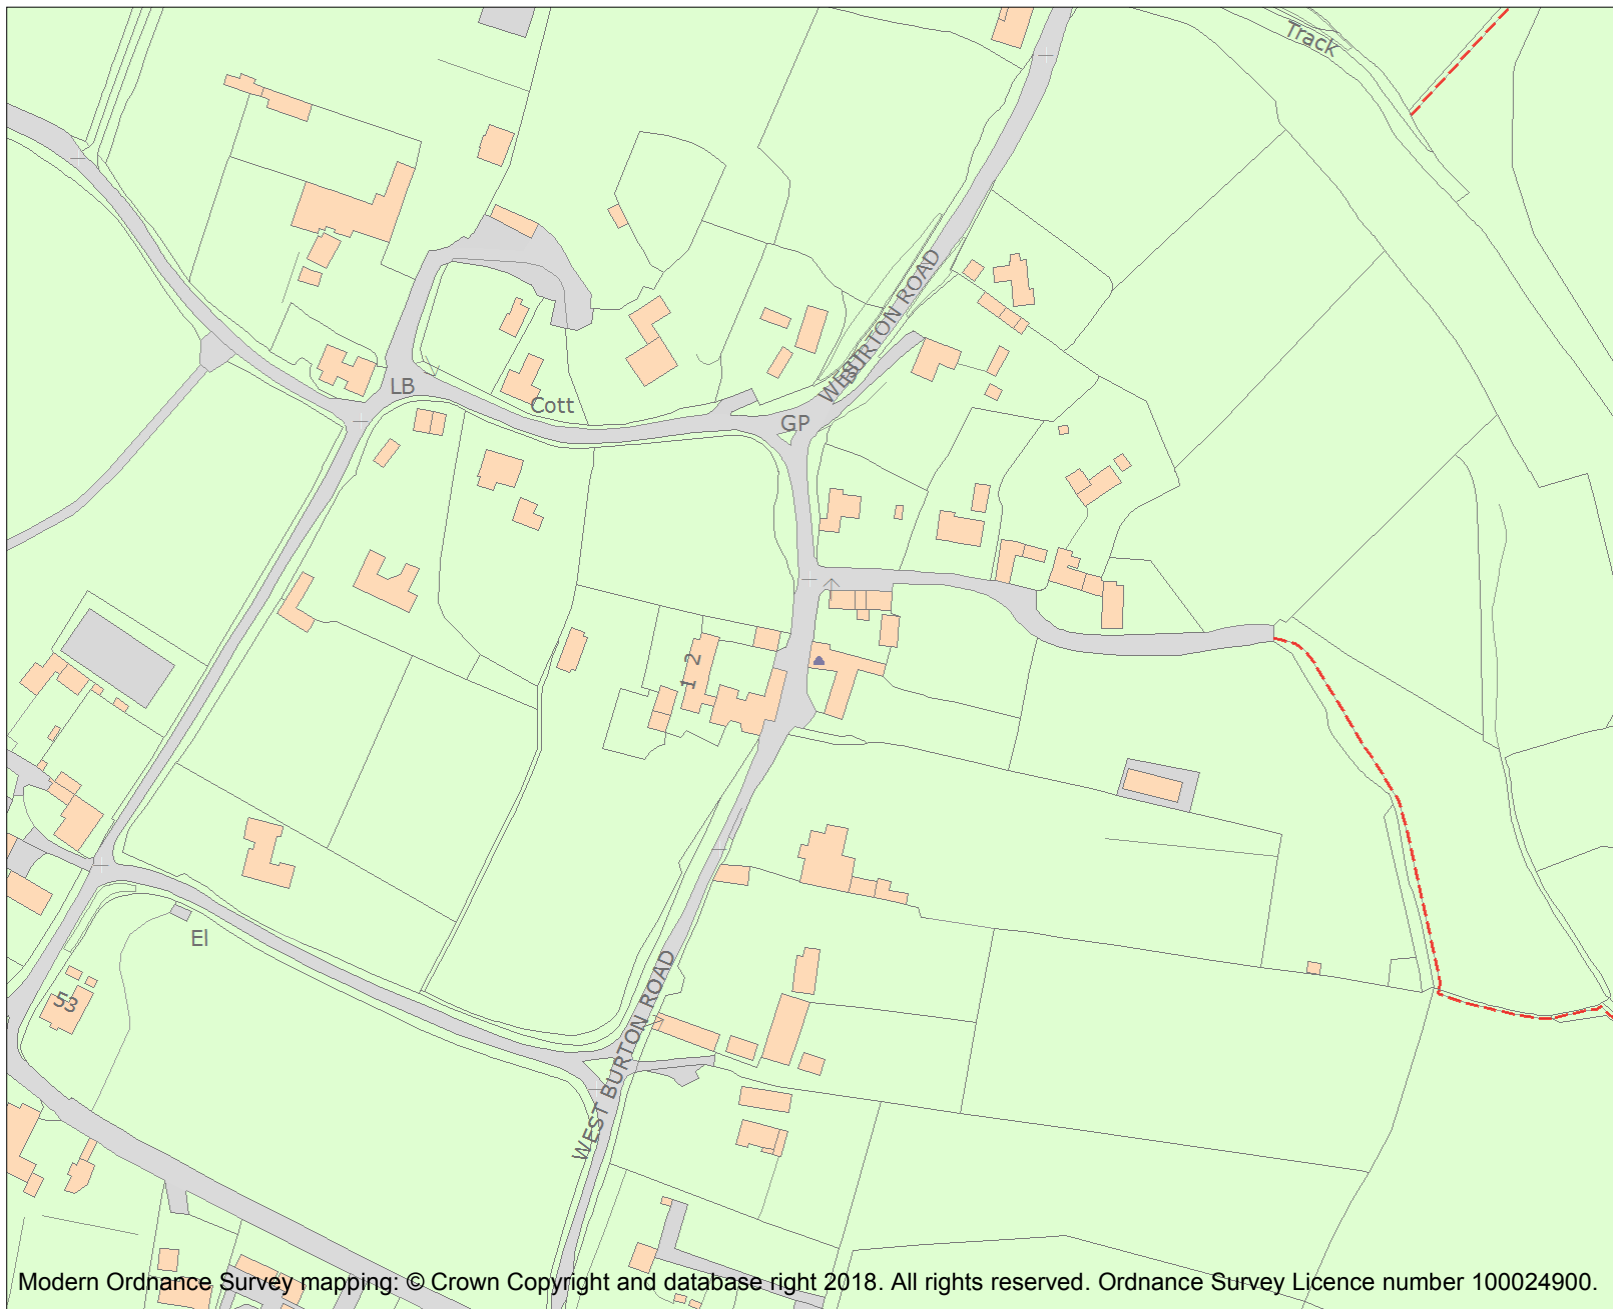 Track
WEST BURTON ROAD
LB
Cott
GP
1 2
El
53
WEST BURTON ROAD
Modern Ordnance Survey mapping: © Crown Copyright and database right 2018. All rights reserved. Ordnance Survey Licence number 100024900.